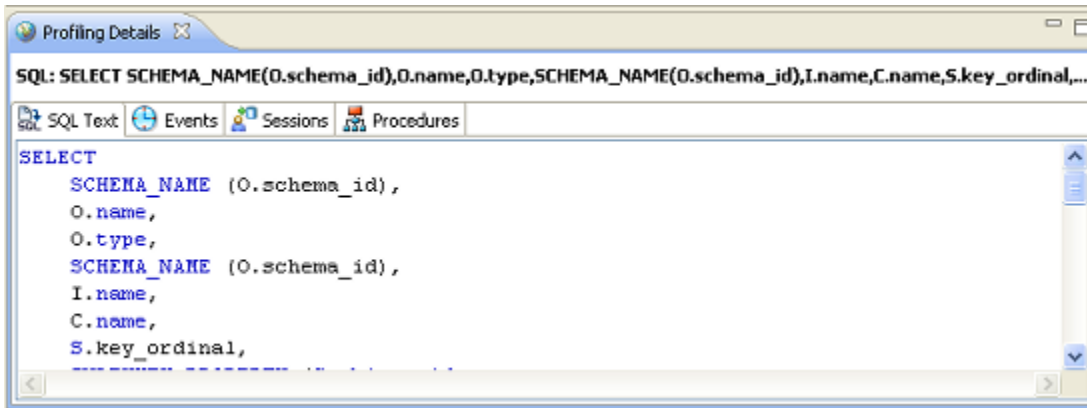 Profiling Details
SQL: SELECT SCHEMA_NAME(O.schema_id),O.name,O.type,SCHEMA_NAME(O.schema_id),I.name,C.name,S.key_ordinal,...
SQL Text Events Sessions Procedures
SELECT
SCHEMA_NAME (O.schema_id),
O.name,
O.type,
SCHEMA_NAME (O.schema_id),
I.name,
C.name,
S.key_ordinal,